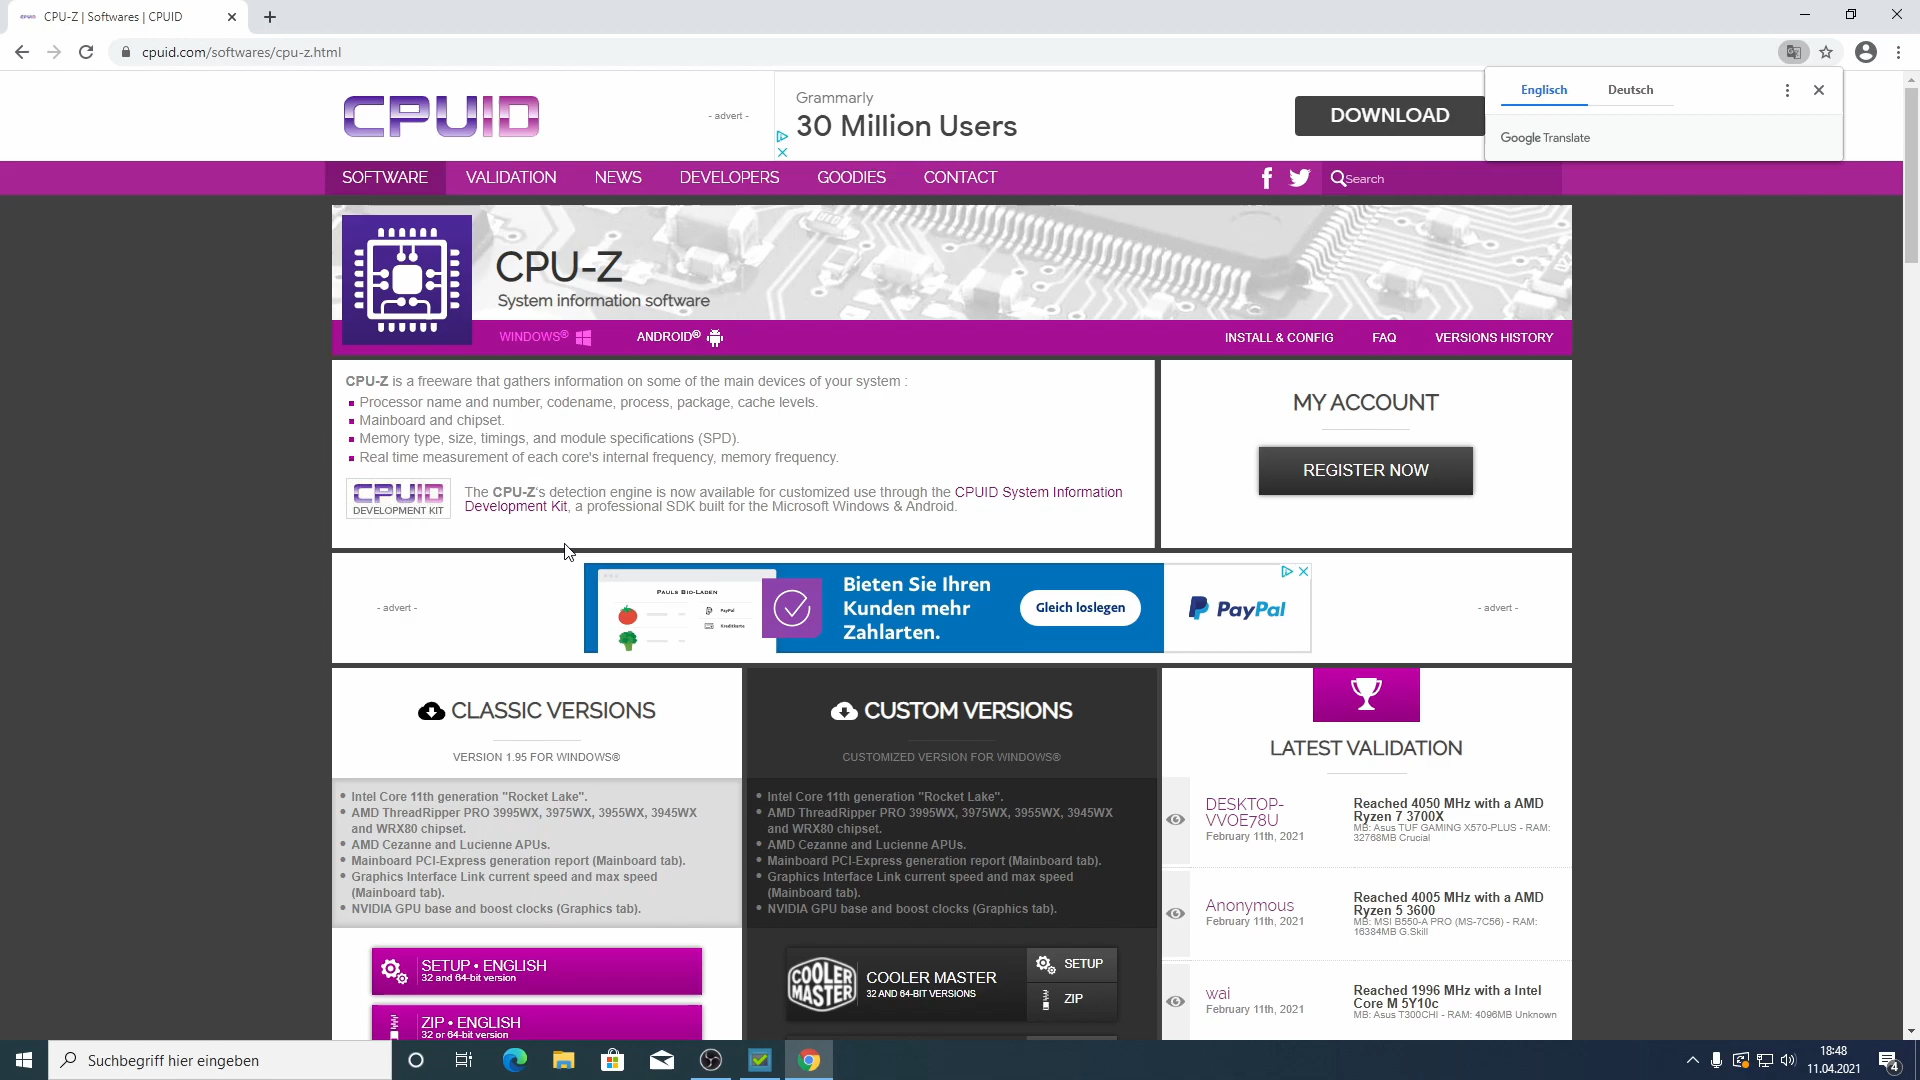 CPU-Z | Softwares | CPUID
cpuid.com/softwares/cpu-z.html
Englisch
Deutsch
Google Translate
CPUID
- advert -
Grammarly
30 Million Users
DOWNLOAD
SOFTWARE
VALIDATION
NEWS
DEVELOPERS
GOODIES
CONTACT
Search
CPU-Z
System information software
WINDOWS®
ANDROID®
INSTALL & CONFIG
FAQ
VERSIONS HISTORY
CPU-Z is a freeware that gathers information on some of the main devices of your system :
Processor name and number, codename, process, package, cache levels.
Mainboard and chipset.
Memory type, size, timings, and module specifications (SPD).
Real time measurement of each core's internal frequency, memory frequency.
CPUID
DEVELOPMENT KIT
The CPU-Z's detection engine is now available for customized use through the CPUID System Information
Development Kit, a professional SDK built for the Microsoft Windows & Android.
MY ACCOUNT
REGISTER NOW
- advert -
PAULS BIO-LADEN
PayPal
Kreditkarte
Bieten Sie Ihren
Kunden mehr
Zahlarten.
Gleich loslegen
PayPal
- advert -
CLASSIC VERSIONS
VERSION 1.95 FOR WINDOWS®
• Intel Core 11th generation "Rocket Lake".
• AMD ThreadRipper PRO 3995WX, 3975WX, 3955WX, 3945WX
and WRX80 chipset.
• AMD Cezanne and Lucienne APUs.
• Mainboard PCI-Express generation report (Mainboard tab).
• Graphics Interface Link current speed and max speed
(Mainboard tab).
• NVIDIA GPU base and boost clocks (Graphics tab).
SETUP • ENGLISH
32 and 64-bit version
ZIP • ENGLISH
32 or 64-bit version
CUSTOM VERSIONS
CUSTOMIZED VERSION FOR WINDOWS®
• Intel Core 11th generation "Rocket Lake".
• AMD ThreadRipper PRO 3995WX, 3975WX, 3955WX, 3945WX
and WRX80 chipset.
• AMD Cezanne and Lucienne APUs.
• Mainboard PCI-Express generation report (Mainboard tab).
• Graphics Interface Link current speed and max speed
(Mainboard tab).
• NVIDIA GPU base and boost clocks (Graphics tab).
COOLER MASTER
COOLER MASTER
32 AND 64-BIT VERSIONS
SETUP
ZIP
LATEST VALIDATION
DESKTOP-
VVOE78U
February 11th, 2021
Reached 4050 MHz with a AMD
Ryzen 7 3700X
MB: Asus TUF GAMING X570-PLUS - RAM:
32768MB Crucial
Anonymous
February 11th, 2021
Reached 4005 MHz with a AMD
Ryzen 5 3600
MB: MSI B550-A PRO (MS-7C56) - RAM:
16384MB G.Skill
wai
February 11th, 2021
Reached 1996 MHz with a Intel
Core M 5Y10c
MB: Asus T300CHI - RAM: 4096MB Unknown
Suchbegriff hier eingeben
18:48
11.04.2021
4